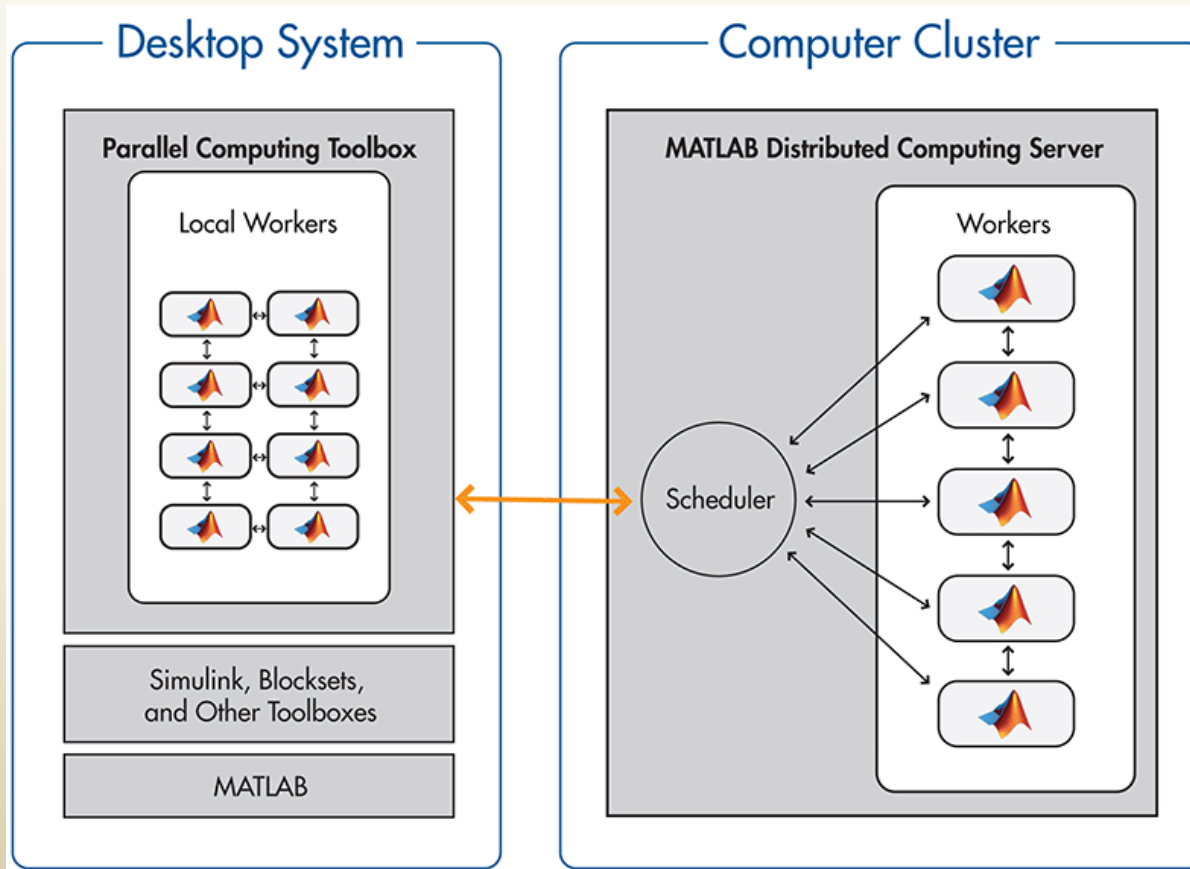 Desktop System
Parallel Computing Toolbox
Local Workers
Simulink, Blocksets,
and Other Toolboxes
MATLAB
Computer Cluster
MATLAB Distributed Computing Server
Workers
Scheduler